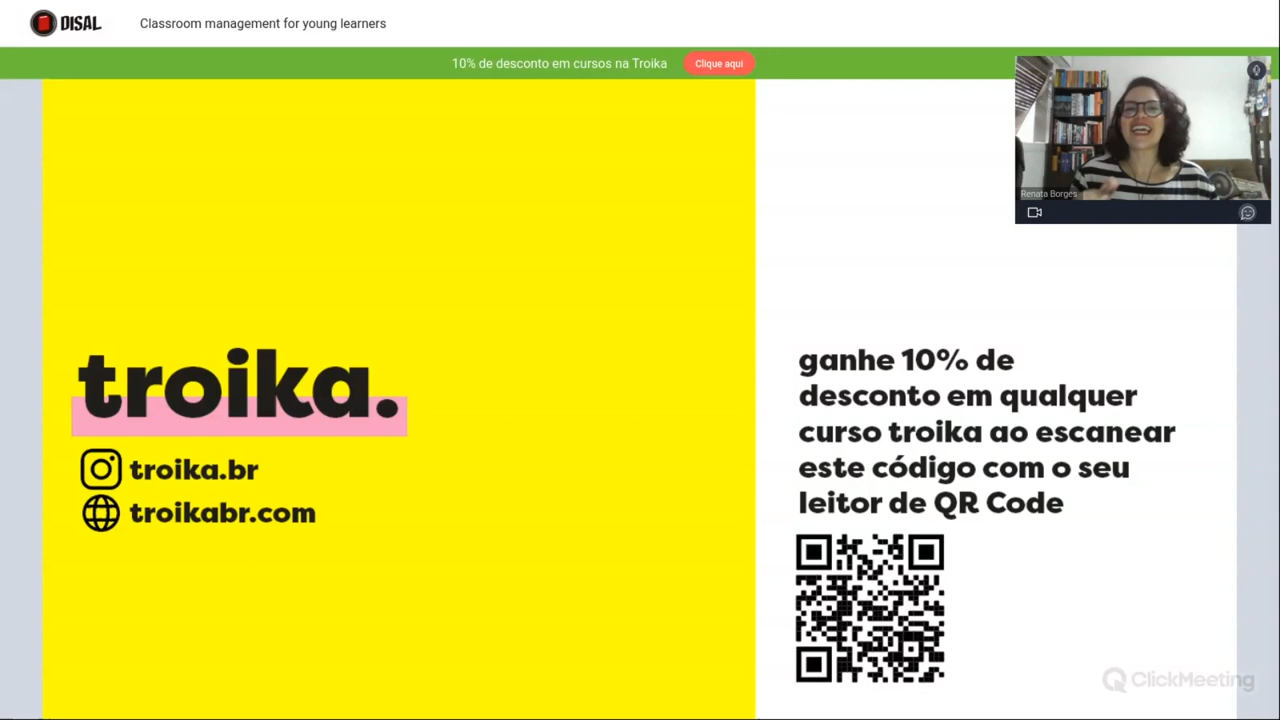 DISAL
Classroom management for young learners
10% de desconto em cursos na Troika
Clique aqui
Renata Borges
troika.
troika.br
troikabr.com
ganhe 10% de
desconto em qualquer
curso troika ao escanear
este código com o seu
leitor de QR Code
ClickMeeting